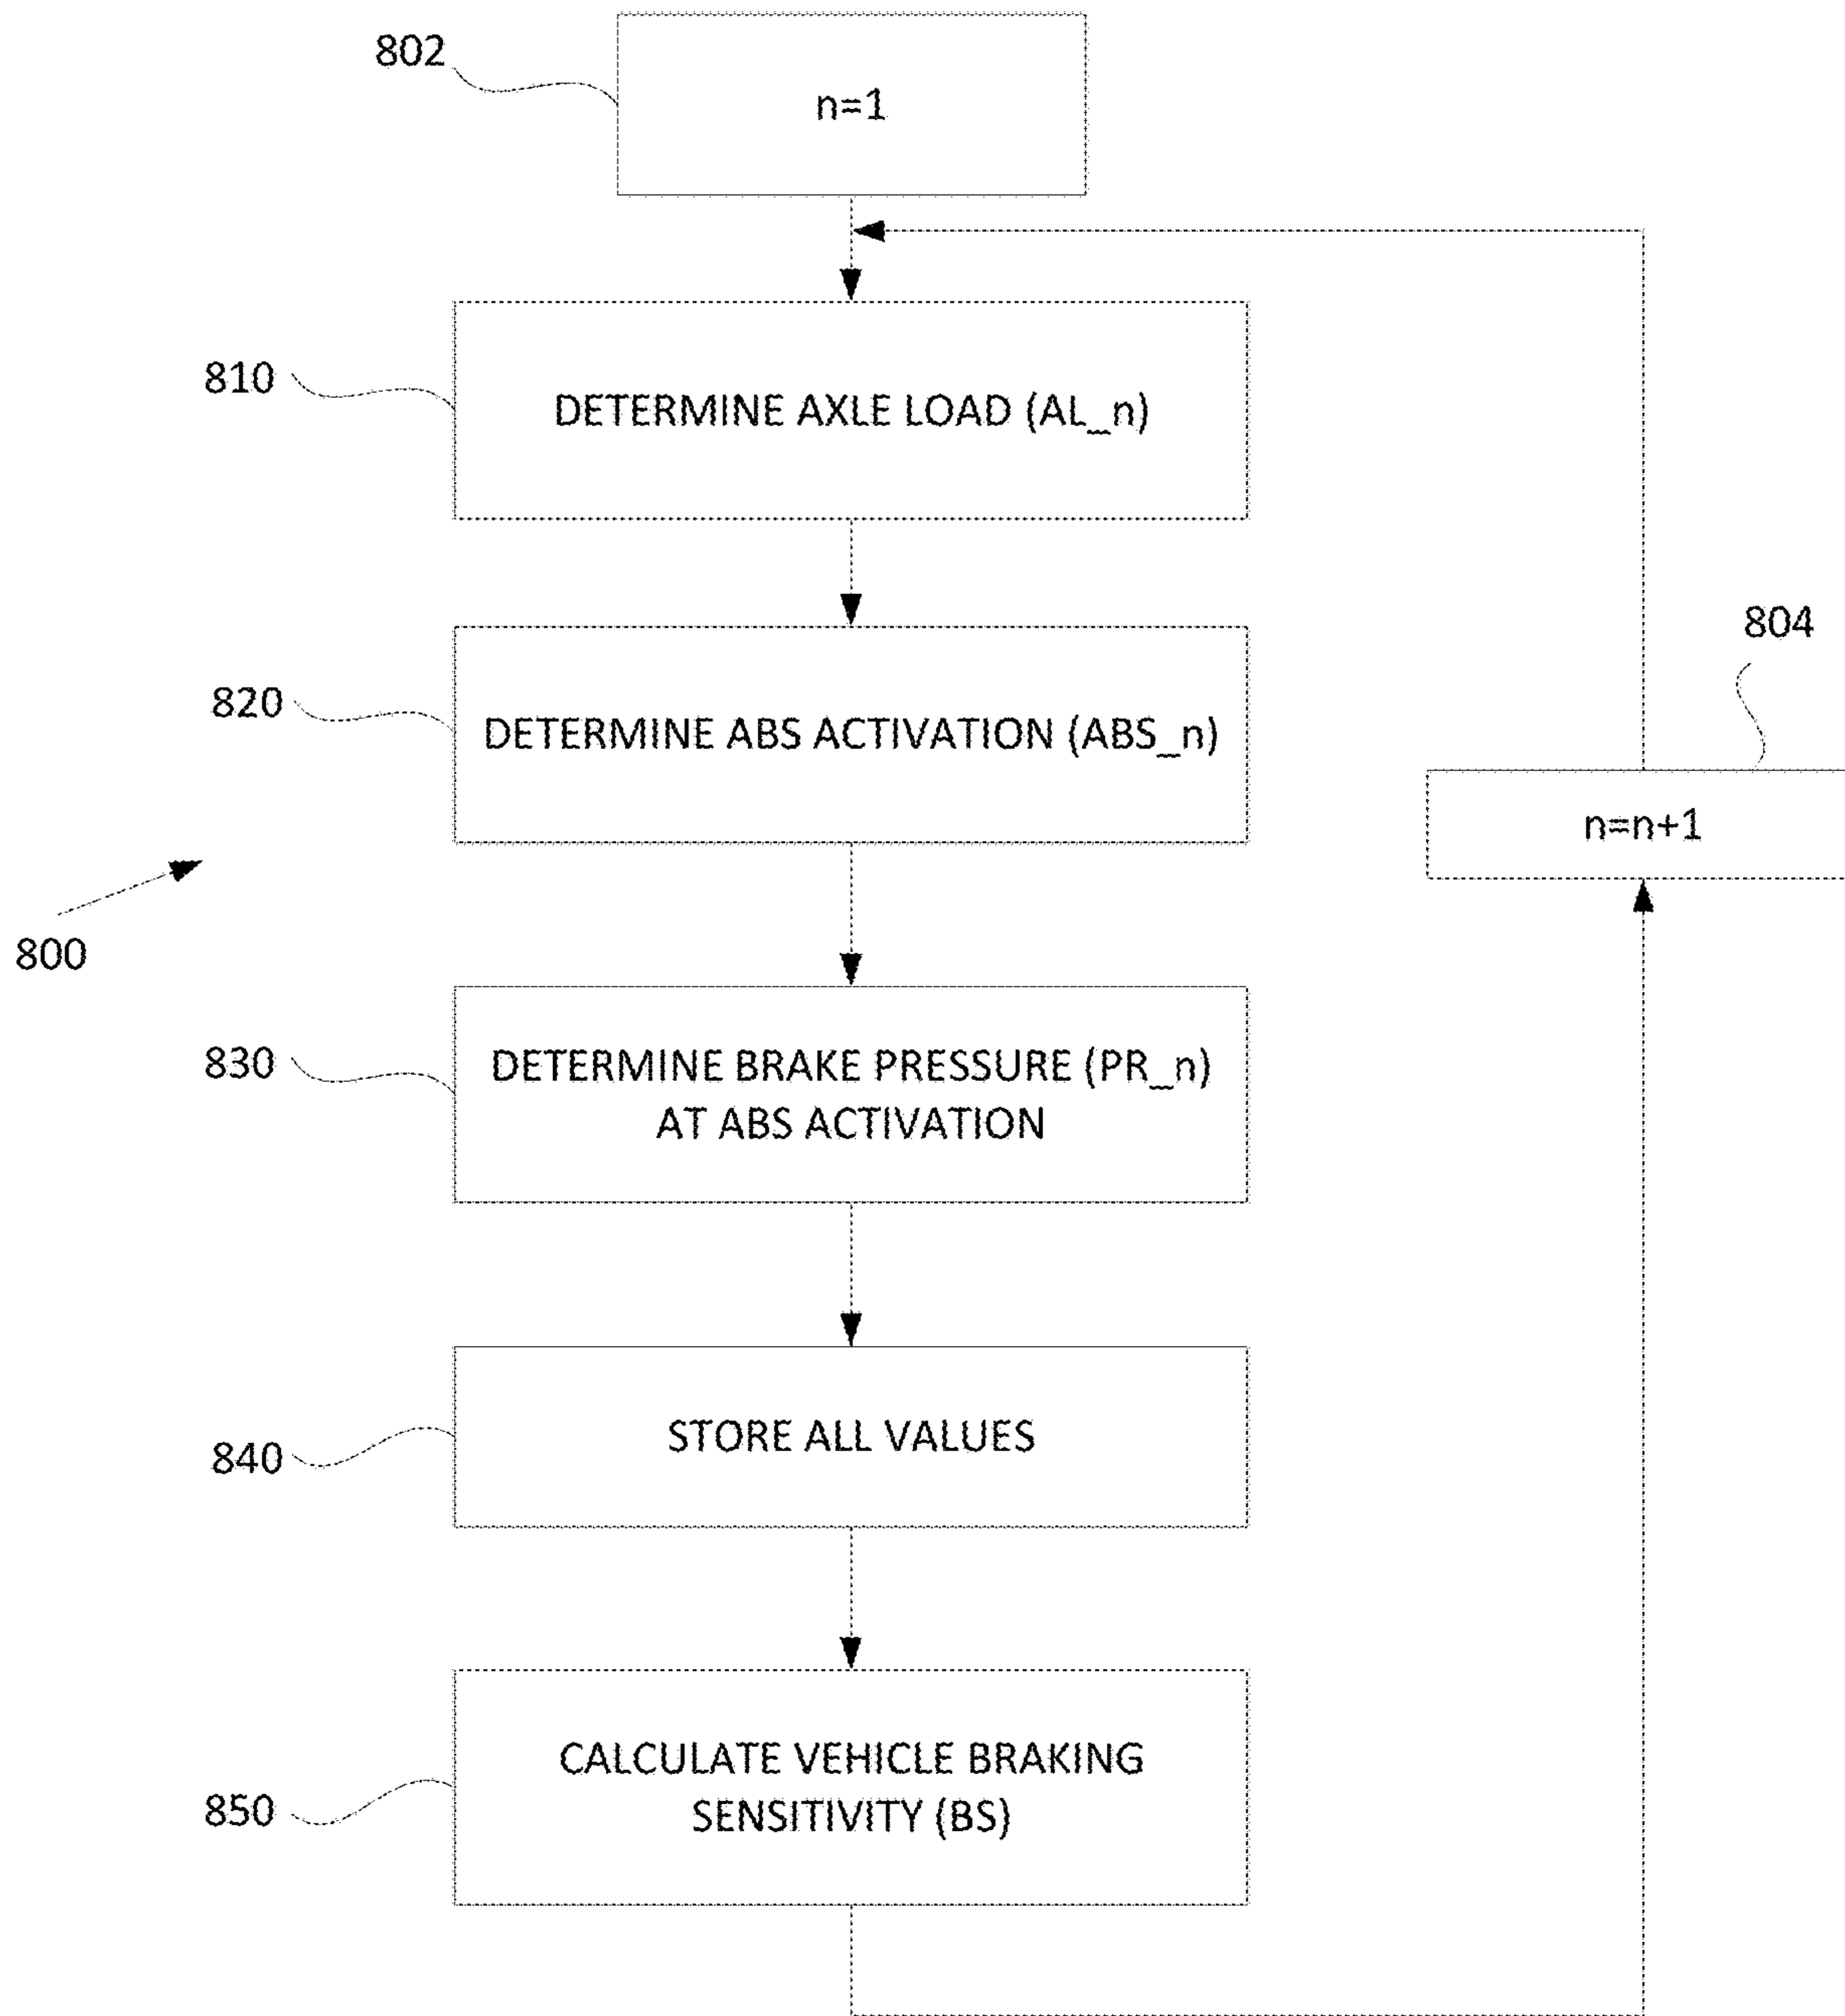 802
n=1
810
DETERMINE AXLE LOAD (AL_n)
804
820
DETERMINE ABS ACTIVATION (ABS_n)
n=n+1
800
830
DETERMINE BRAKE PRESSURE (PR_n)
AT ABS ACTIVATION
840
STORE ALL VALUES
850
CALCULATE VEHICLE BRAKING
SENSITIVITY (BS)